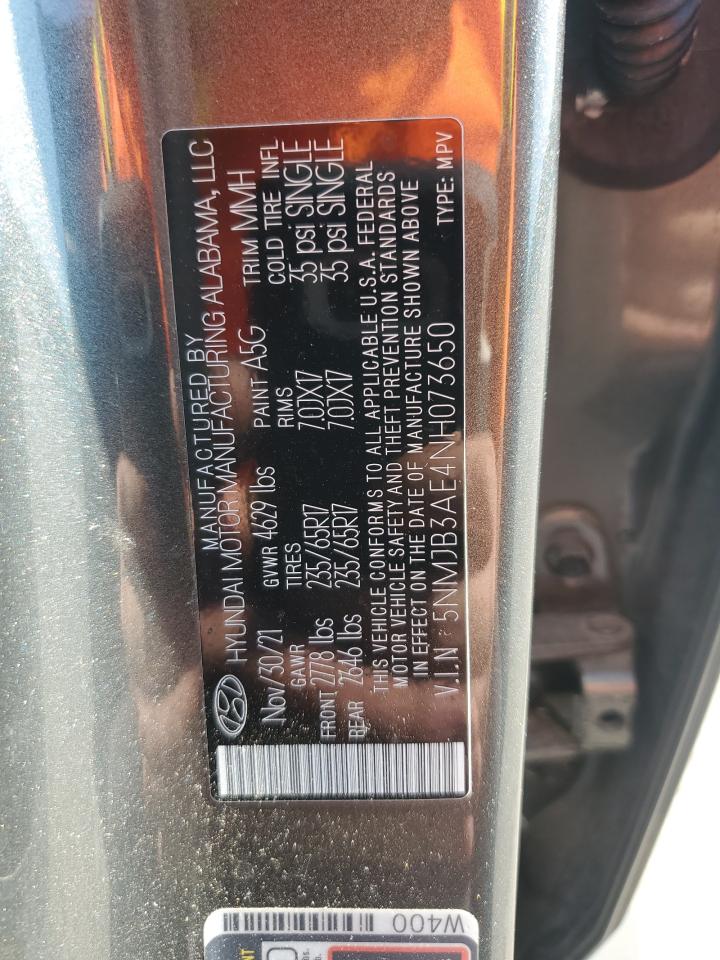 MANUFACTURED BY
HYUNDAI MOTOR MANUFACTURING ALABAMA, LLC
Nov/30/21 GVWR 4629 lbs PAINT A5G TRIM MMH
GAWR TIRES RIMS COLD TIRE INFL
FRONT 2778 lbs 235/65R17 7.0JX17 35 psi SINGLE
REAR 2646 lbs 235/65R17 7.0JX17 35 psi SINGLE
THIS VEHICLE CONFORMS TO ALL APPLICABLE U.S.A. FEDERAL
MOTOR VEHICLE SAFETY AND THEFT PREVENTION STANDARDS
IN EFFECT ON THE DATE OF MANUFACTURE SHOWN ABOVE
V.I.N : 5NMJB3AE4NH073650 TYPE: MPV
W400